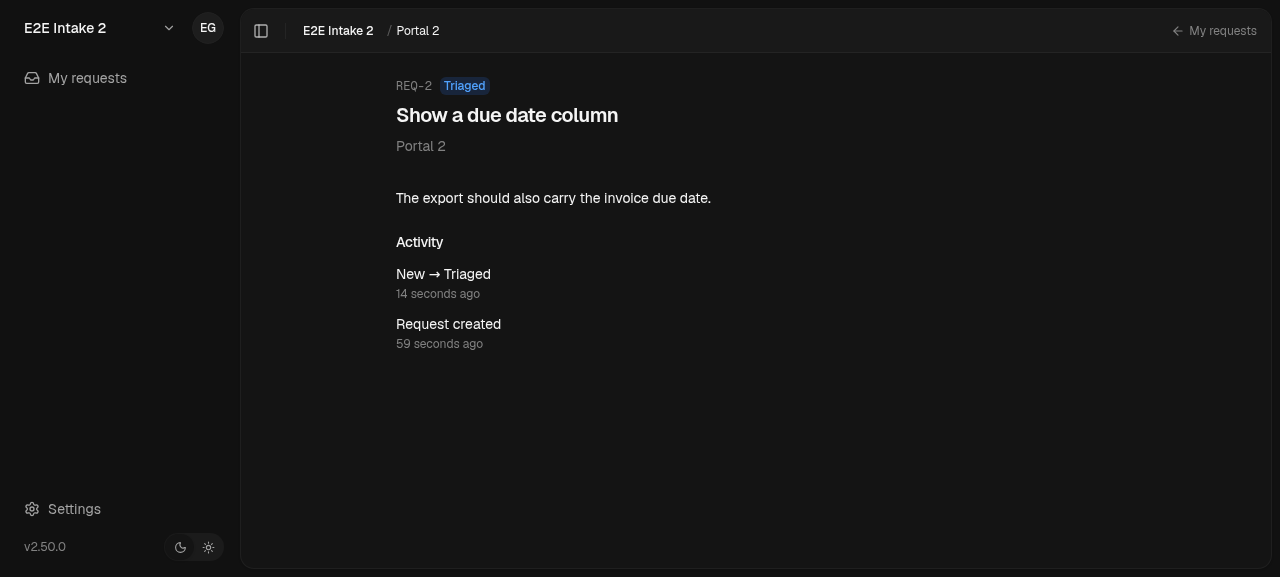 E2E Intake 2
EG
My requests
Settings
v2.50.0
E2E Intake 2 / Portal 2
← My requests
REQ-2 Triaged
Show a due date column
Portal 2
The export should also carry the invoice due date.
Activity
New → Triaged
14 seconds ago
Request created
59 seconds ago